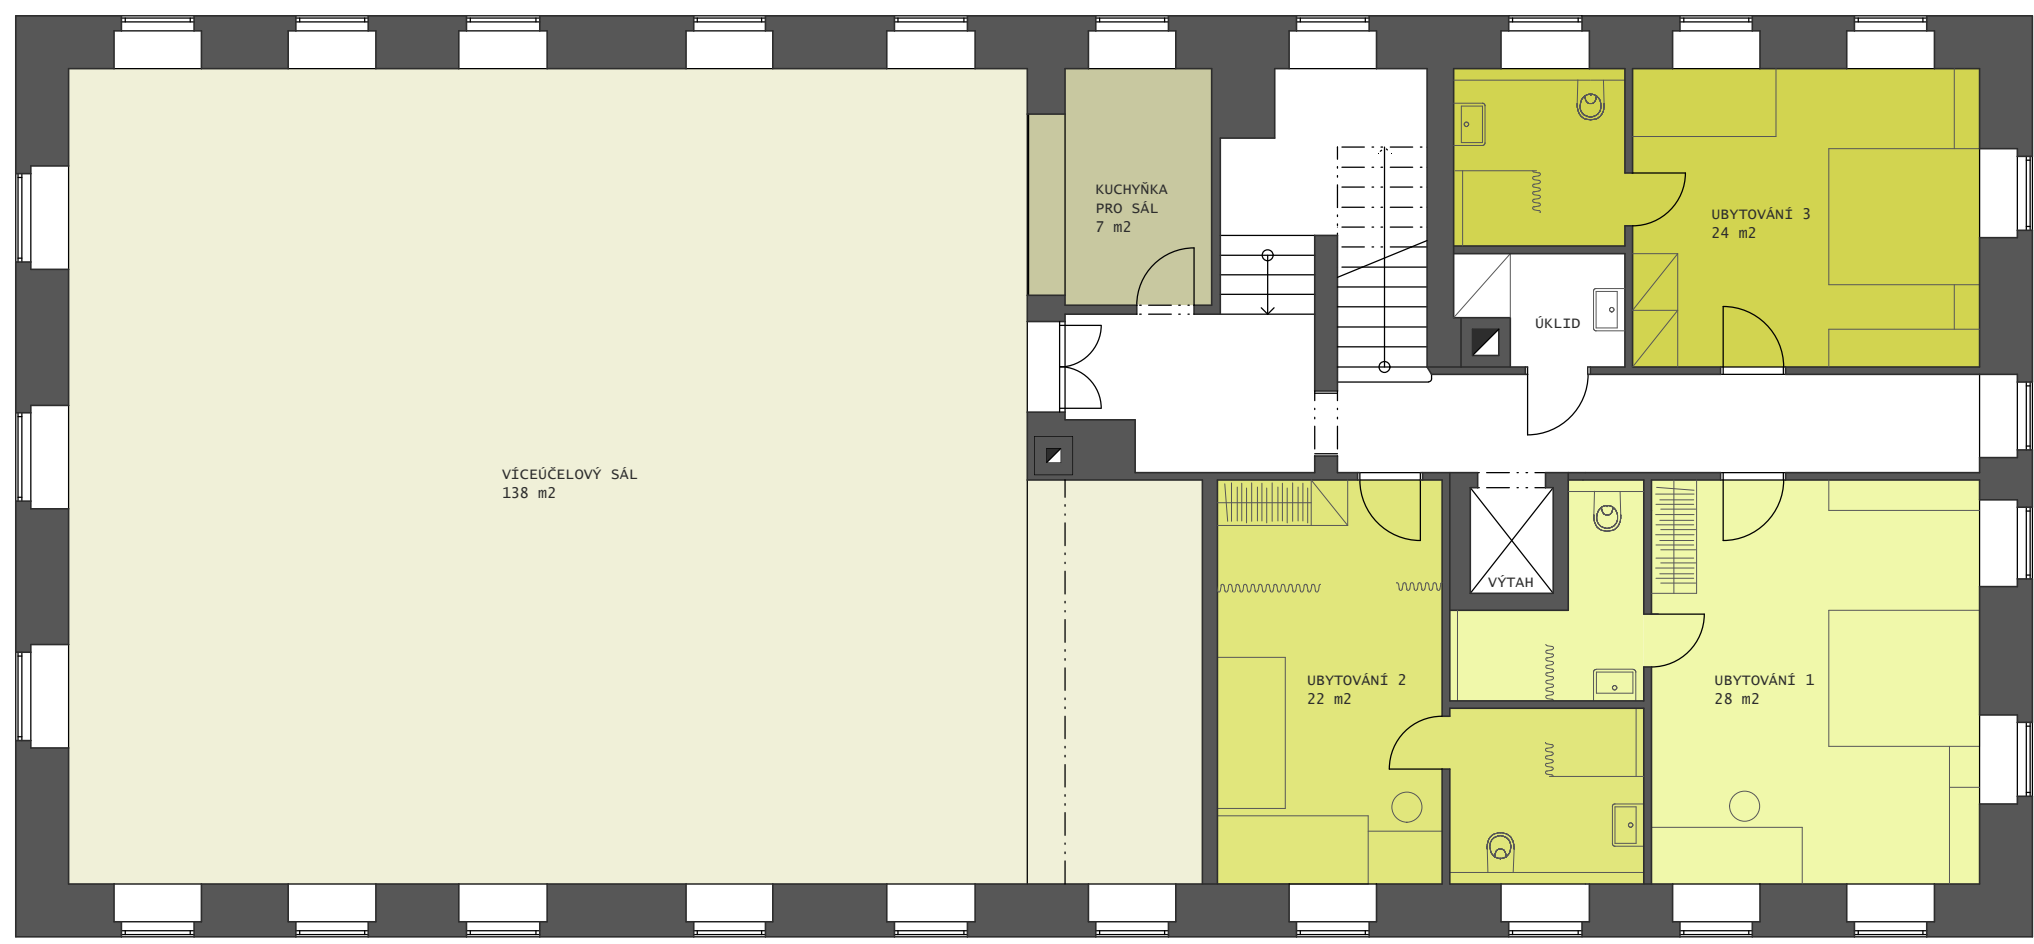 KUCHYŇKA
PRO SÁL
7 m2
UBYTOVÁNÍ 3
24 m2
ÚKLID
VÍCEÚČELOVÝ SÁL
138 m2
VÝTAH
UBYTOVÁNÍ 2
22 m2
UBYTOVÁNÍ 1
28 m2